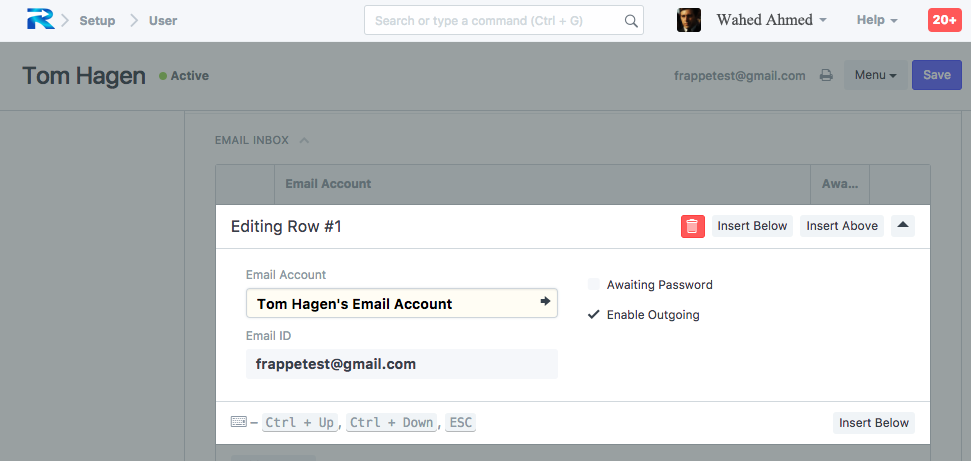 Setup User Search or type a command (Ctrl + G) Wahed Ahmed Help 20+
Tom Hagen Active frappetest@gmail.com Menu Save
EMAIL INBOX
Email Account Awa...
Editing Row #1 Insert Below Insert Above
Email Account
Awaiting Password
Tom Hagen's Email Account
Enable Outgoing
Email ID
frappetest@gmail.com
– Ctrl + Up, Ctrl + Down, ESC Insert Below